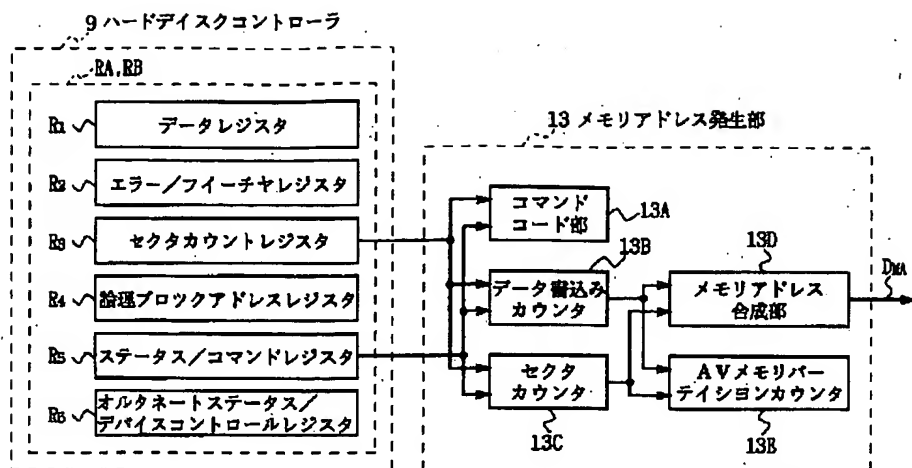 9 ハードデイスクコントローラ
RA,RB
R1 データレジスタ
R2 エラー/フイーチヤレジスタ
R3 セクタカウントレジスタ
R4 論理ブロックアドレスレジスタ
R5 ステータス/コマンドレジスタ
R6 オルタネートステータス/
デバイスコントロールレジスタ
13 メモリアドレス発生部
コマンド
コード部
13A
13B
データ書込み
カウンタ
セクタ
カウンタ
13C
13D
メモリアドレス
合成部
DMA
AVメモリパー
テイションカウンタ
13E